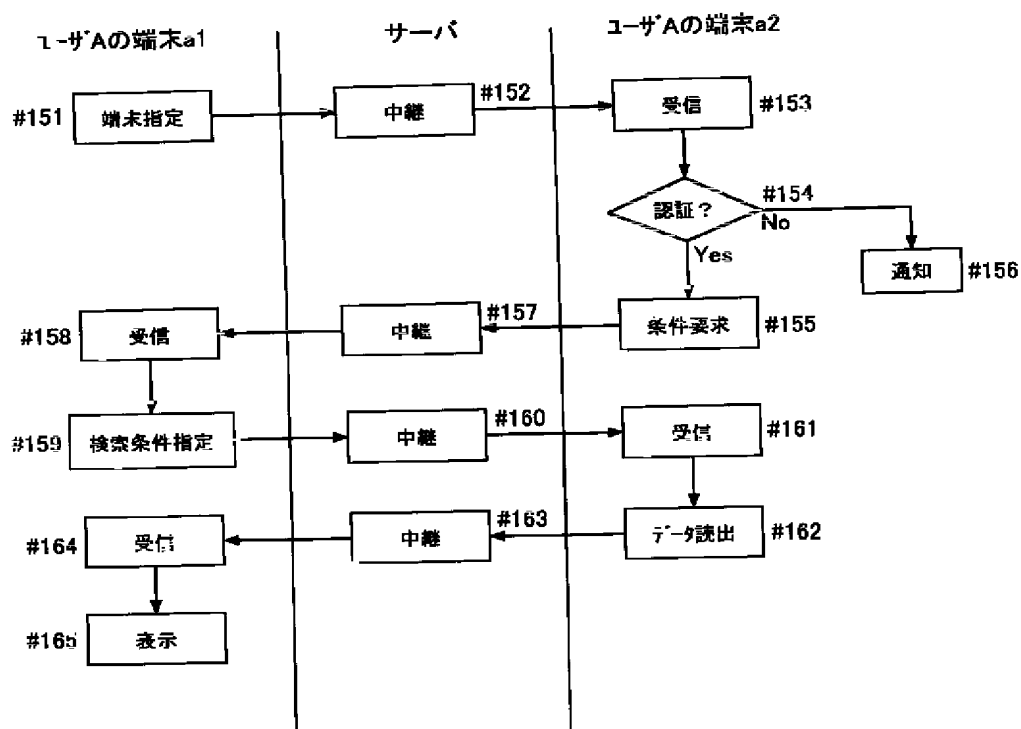 ユーザAの端末a1
サーバ
ユーザAの端末a2
#151
端末指定
中継
#152
受信
#153
認証？
#154
No
Yes
通知
#156
#158
受信
中継
#157
条件要求
#155
#159
検索条件指定
中継
#160
受信
#161
#164
受信
中継
#163
データ読出
#162
#165
表示